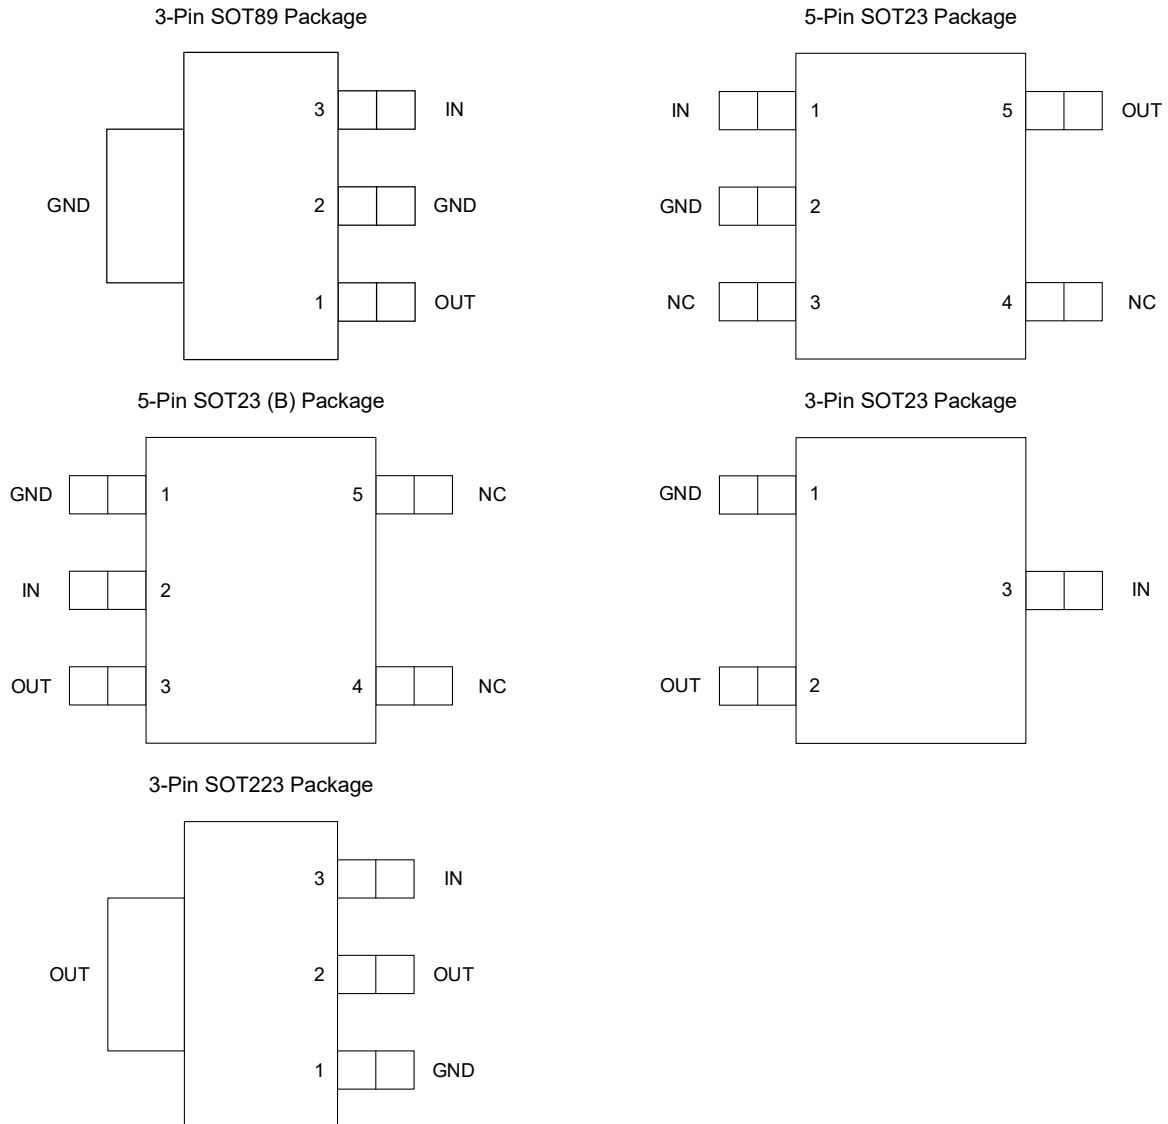 3-Pin SOT89 Package
3
IN
GND
2
GND
1
OUT
5-Pin SOT23 Package
IN
1
5
OUT
GND
2
NC
3
4
NC
5-Pin SOT23 (B) Package
GND
1
5
NC
IN
2
OUT
3
4
NC
3-Pin SOT23 Package
GND
1
3
IN
OUT
2
3-Pin SOT223 Package
3
IN
OUT
2
OUT
1
GND